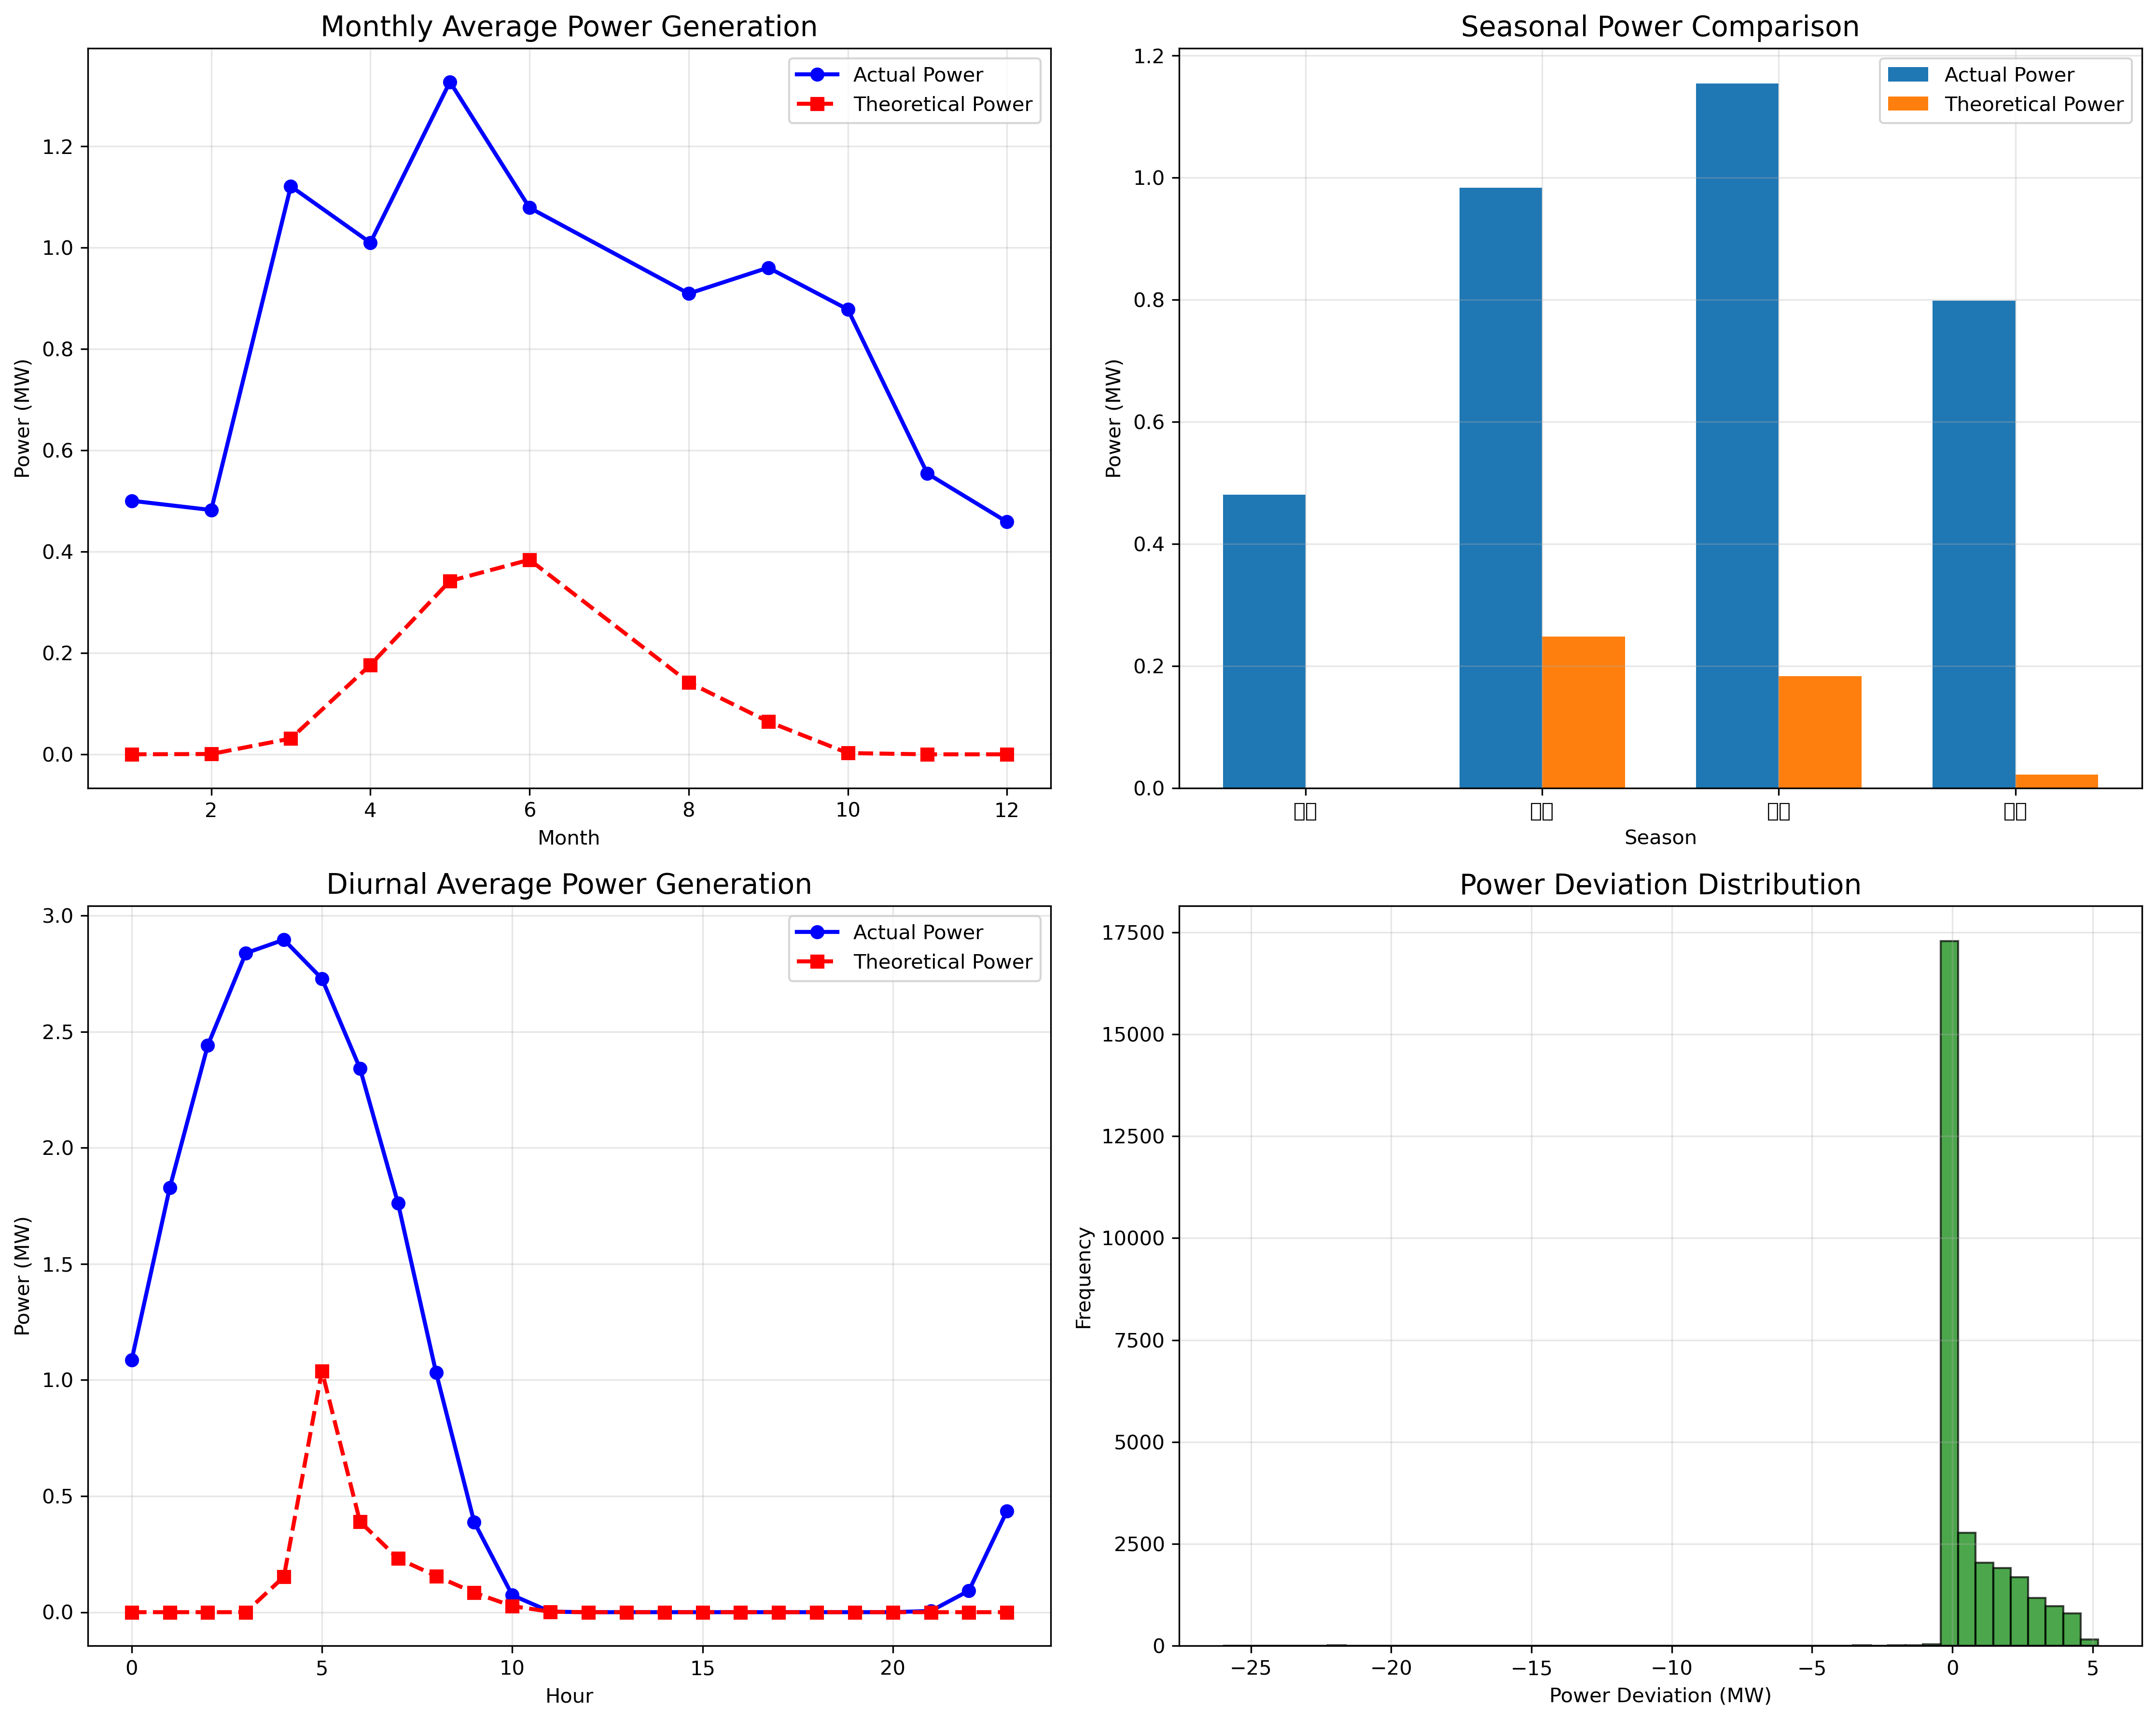 Monthly Average Power Generation
Actual Power
Theoretical Power
Power (MW)
1.2
1.0
0.8
0.6
0.4
0.2
0.0
2 4 6 8 10 12
Month
Seasonal Power Comparison
Actual Power
Theoretical Power
Power (MW)
1.2
1.0
0.8
0.6
0.4
0.2
0.0
Season
Diurnal Average Power Generation
Actual Power
Theoretical Power
Power (MW)
3.0
2.5
2.0
1.5
1.0
0.5
0.0
0 5 10 15 20
Hour
Power Deviation Distribution
Frequency
17500
15000
12500
10000
7500
5000
2500
0
−25 −20 −15 −10 −5 0 5
Power Deviation (MW)